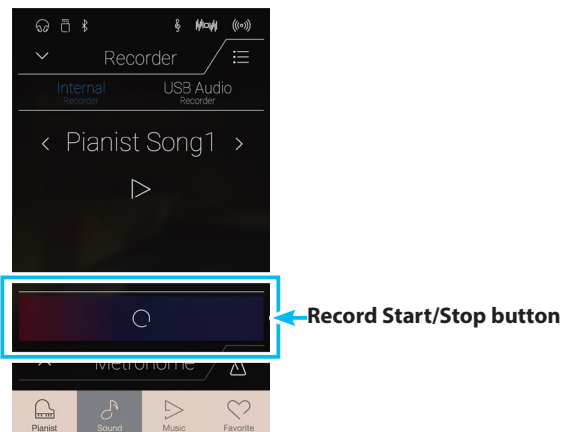 Recorder
Internal
Recorder
USB Audio
Recorder
Pianist Song1
Record Start/Stop button
Metronome
Pianist
Sound
Music
Favorite